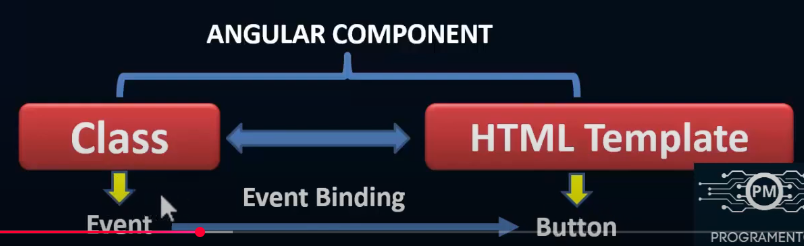 ANGULAR COMPONENT
Class
HTML Template
Event Binding
Event
Button
PM
PROGRAMENT